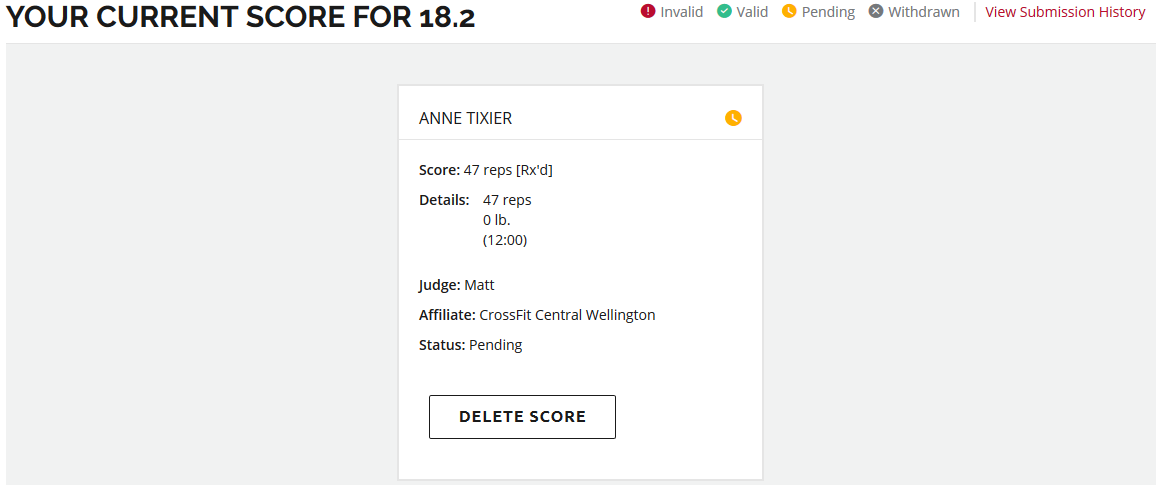 YOUR CURRENT SCORE FOR 18.2
Invalid Valid Pending Withdrawn View Submission History
ANNE TIXIER
Score: 47 reps [Rx'd]
Details: 47 reps
0 lb.
(12:00)
Judge: Matt
Affiliate: CrossFit Central Wellington
Status: Pending
DELETE SCORE